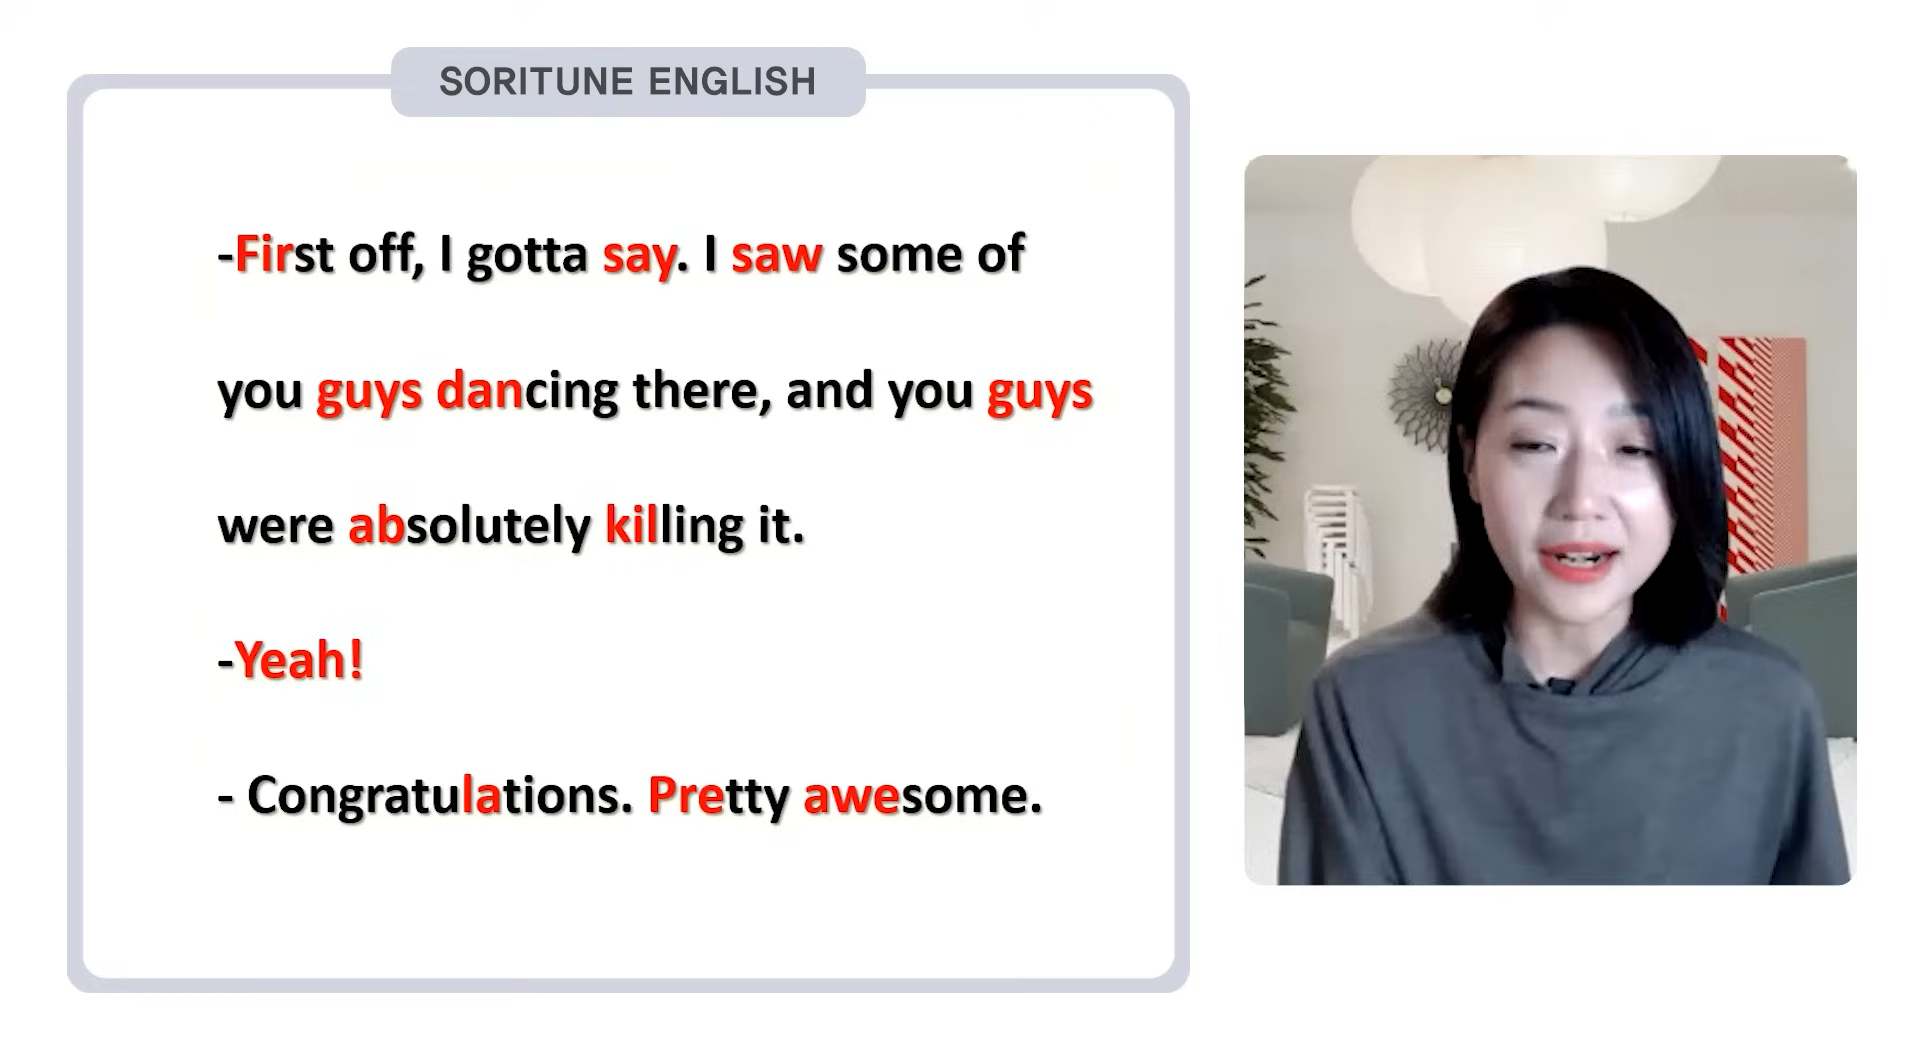 SORITUNE ENGLISH
-First off, I gotta say. I saw some of
you guys dancing there, and you guys
were absolutely killing it.
-Yeah!
- Congratulations. Pretty awesome.